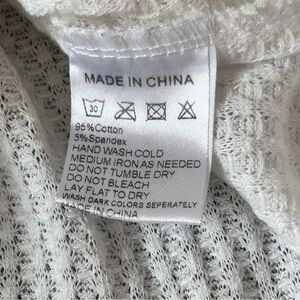 MADE IN CHINA
30
95%Cotton
5%Spandex
HAND WASH COLD
MEDIUM IRON AS NEEDED
DO NOT TUMBLE DRY
DO NOT BLEACH
LAY FLAT TO DRY
WASH DARK COLORS SEPERATELY
MADE IN CHINA